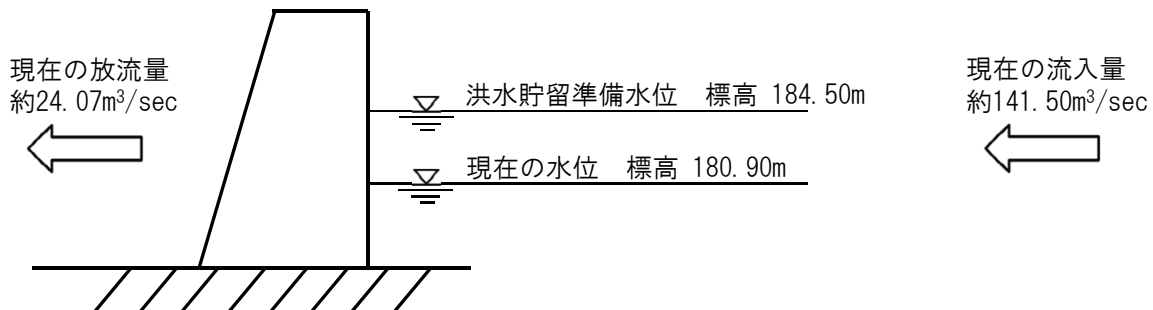 現在の放流量
約24.07m³/sec
洪水貯留準備水位 標高 184.50m
現在の水位 標高 180.90m
現在の流入量
約141.50m³/sec